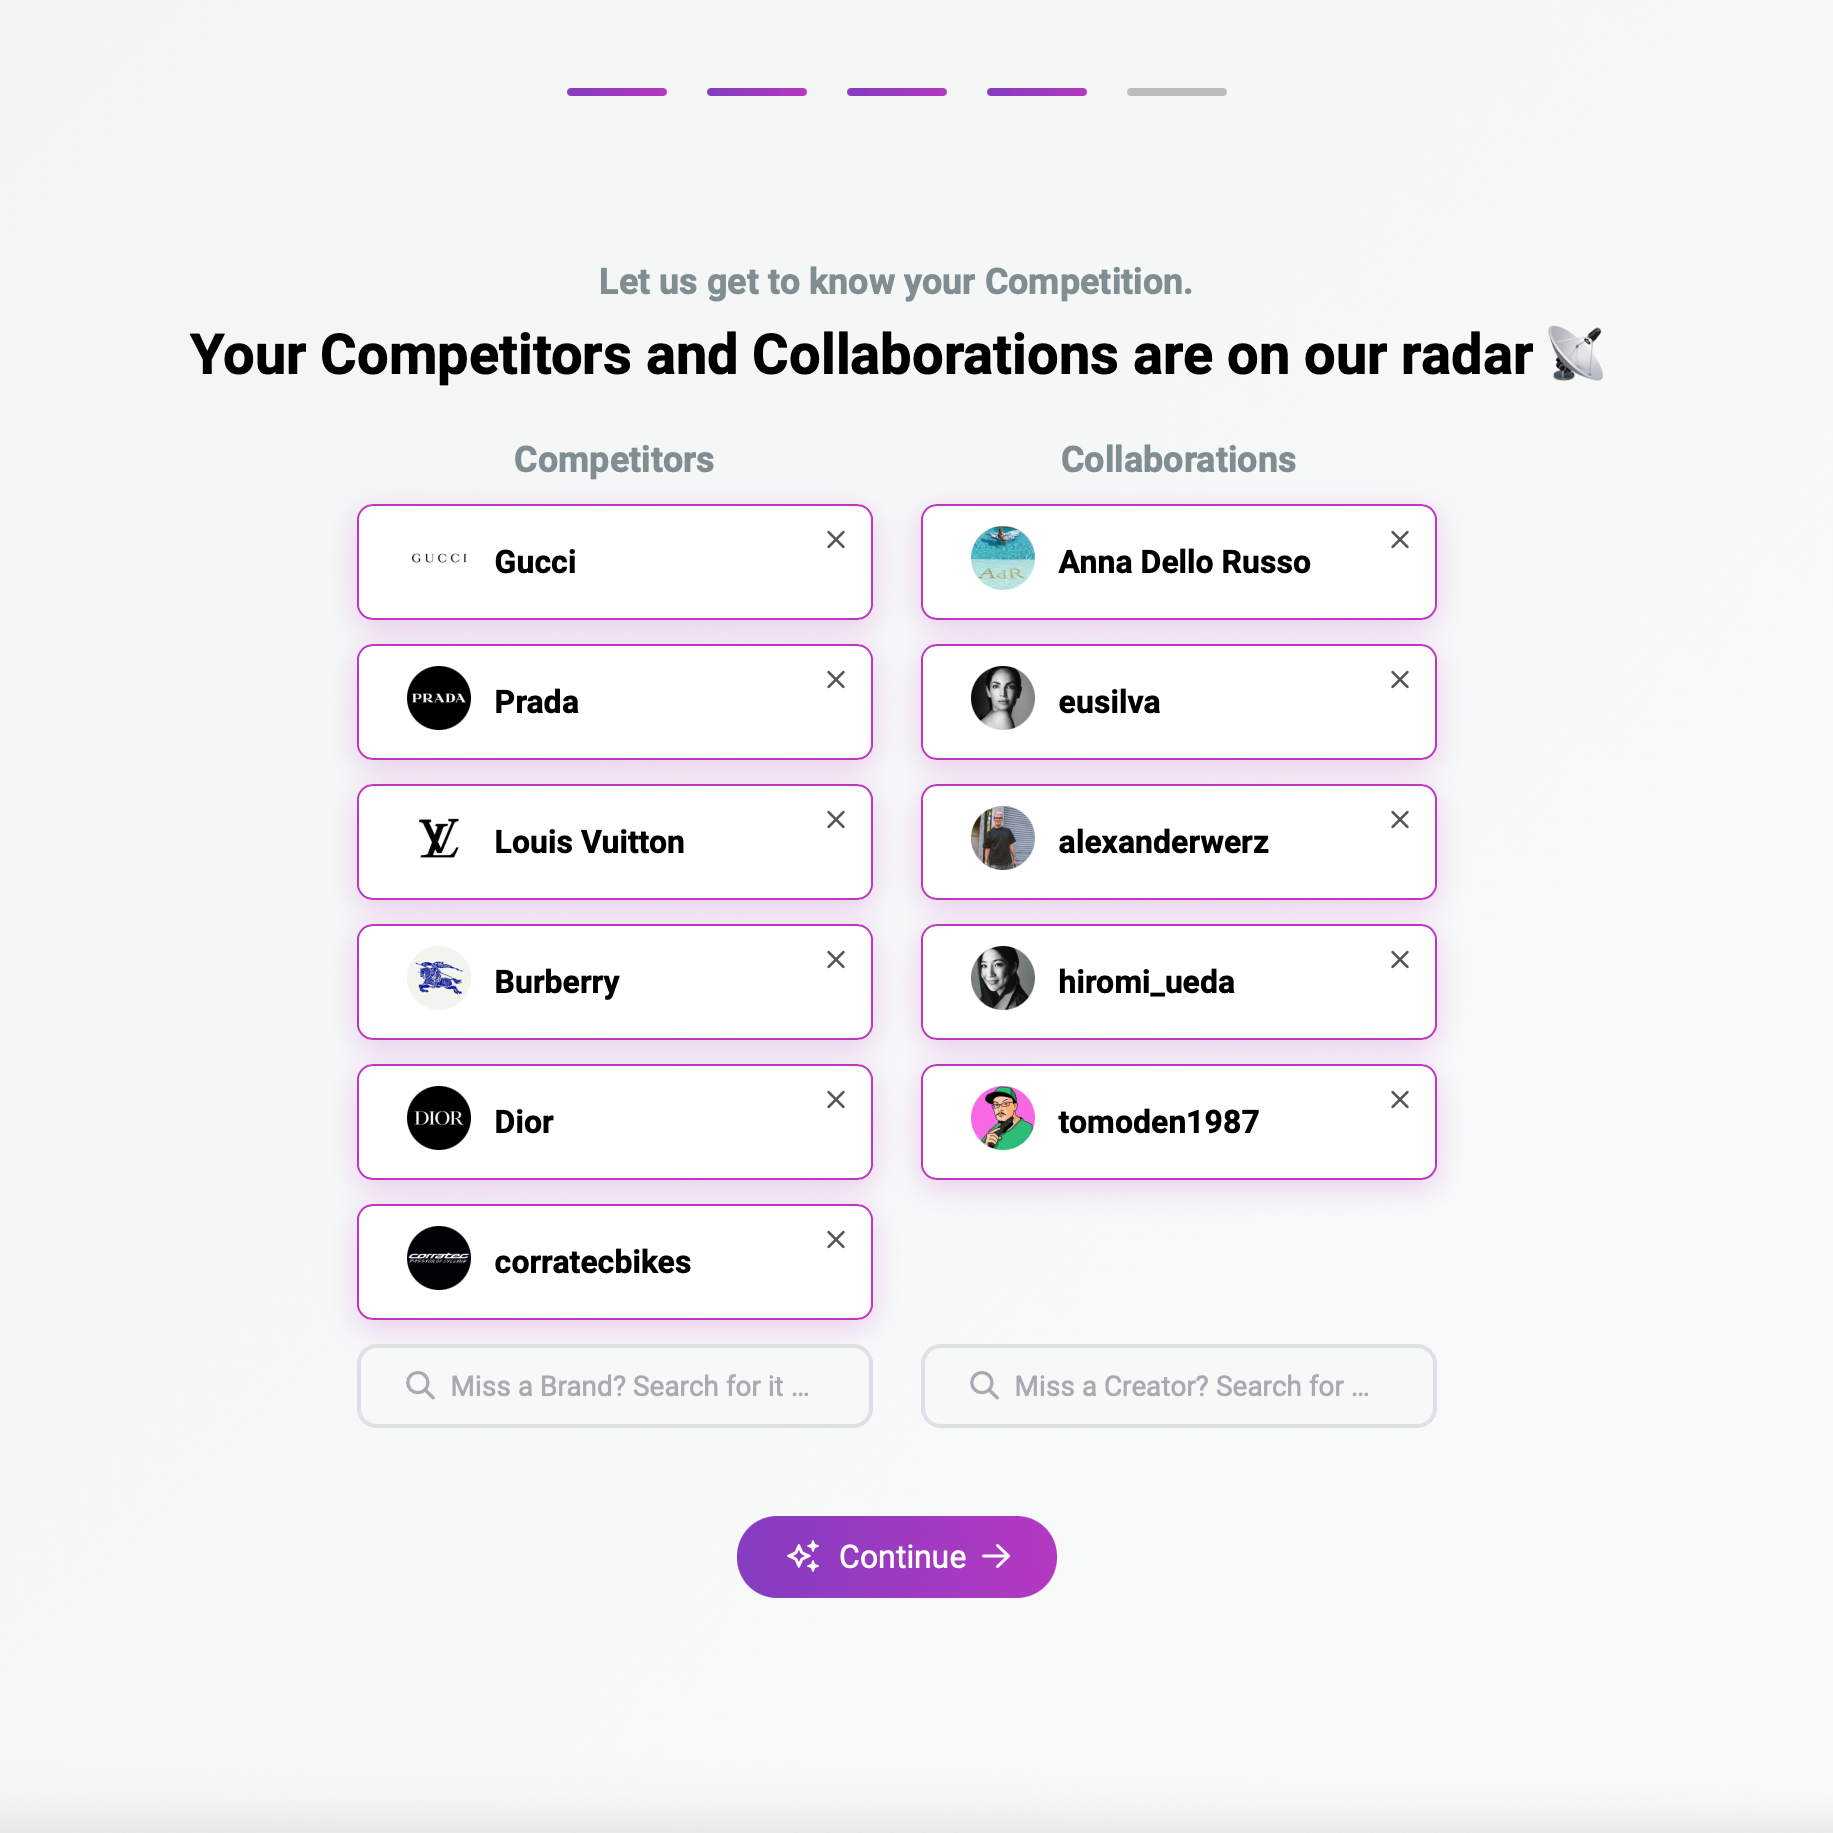 Let us get to know your Competition.
Your Competitors and Collaborations are on our radar
Competitors
GUCCI Gucci
PRADA Prada
LV Louis Vuitton
Burberry
DIOR Dior
corratec corratecbikes
Miss a Brand? Search for it ...
Collaborations
AdR Anna Dello Russo
eusilva
alexanderwerz
hiromi_ueda
tomoden1987
Miss a Creator? Search for ...
Continue